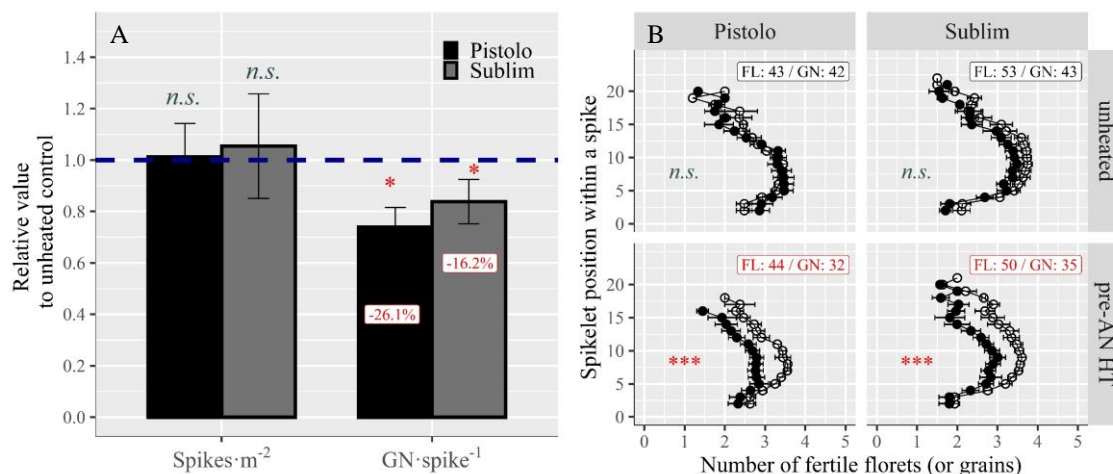 A
Pistolo
Sublim
n.s.
n.s.
*
*
-26.1%
-16.2%
Relative value
to unheated control
1.4
1.2
1.0
0.8
0.6
0.4
0.2
0.0
Spikes·m⁻²
GN·spike⁻¹
B
Pistolo
Sublim
FL: 43 / GN: 42
FL: 53 / GN: 43
n.s.
n.s.
unheated
20
15
10
5
0
Spikelet position within a spike
FL: 44 / GN: 32
FL: 50 / GN: 35
***
***
pre-AN HT
20
15
10
5
0
0 1 2 3 4 5
0 1 2 3 4 5
Number of fertile florets (or grains)